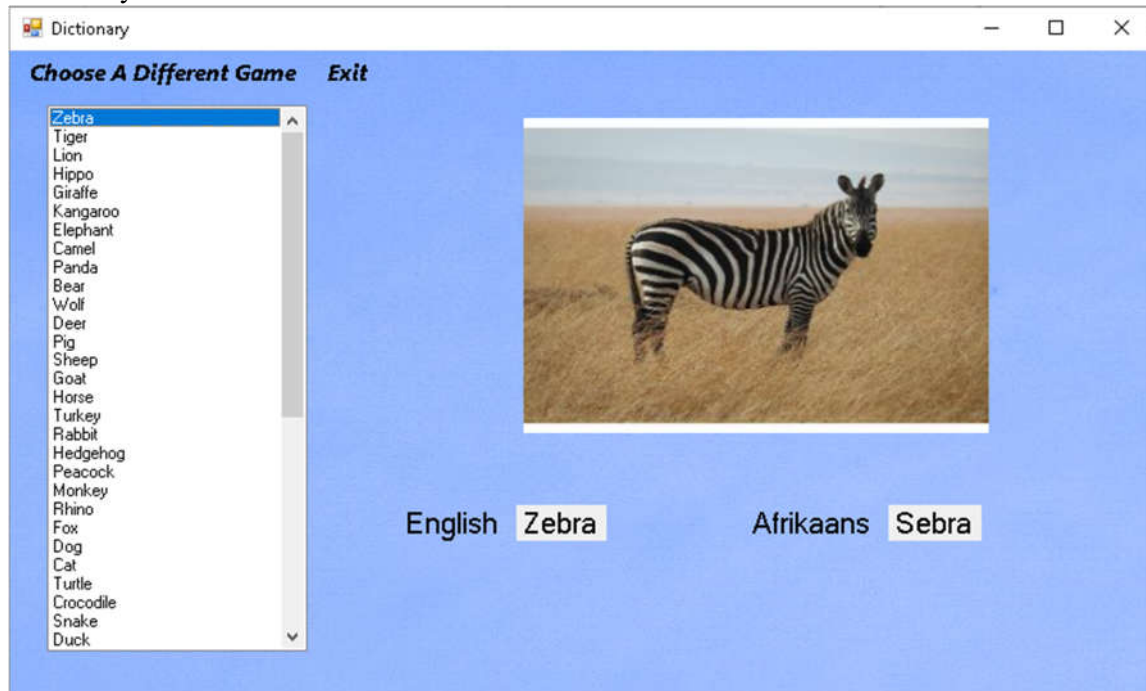 Dictionary
Choose A Different Game Exit
Zebra
Tiger
Lion
Hippo
Giraffe
Kangaroo
Elephant
Camel
Panda
Bear
Wolf
Deer
Pig
Sheep
Goat
Horse
Turkey
Rabbit
Hedgehog
Peacock
Monkey
Rhino
Fox
Dog
Cat
Turtle
Crocodile
Snake
Duck
English Zebra Afrikaans Sebra